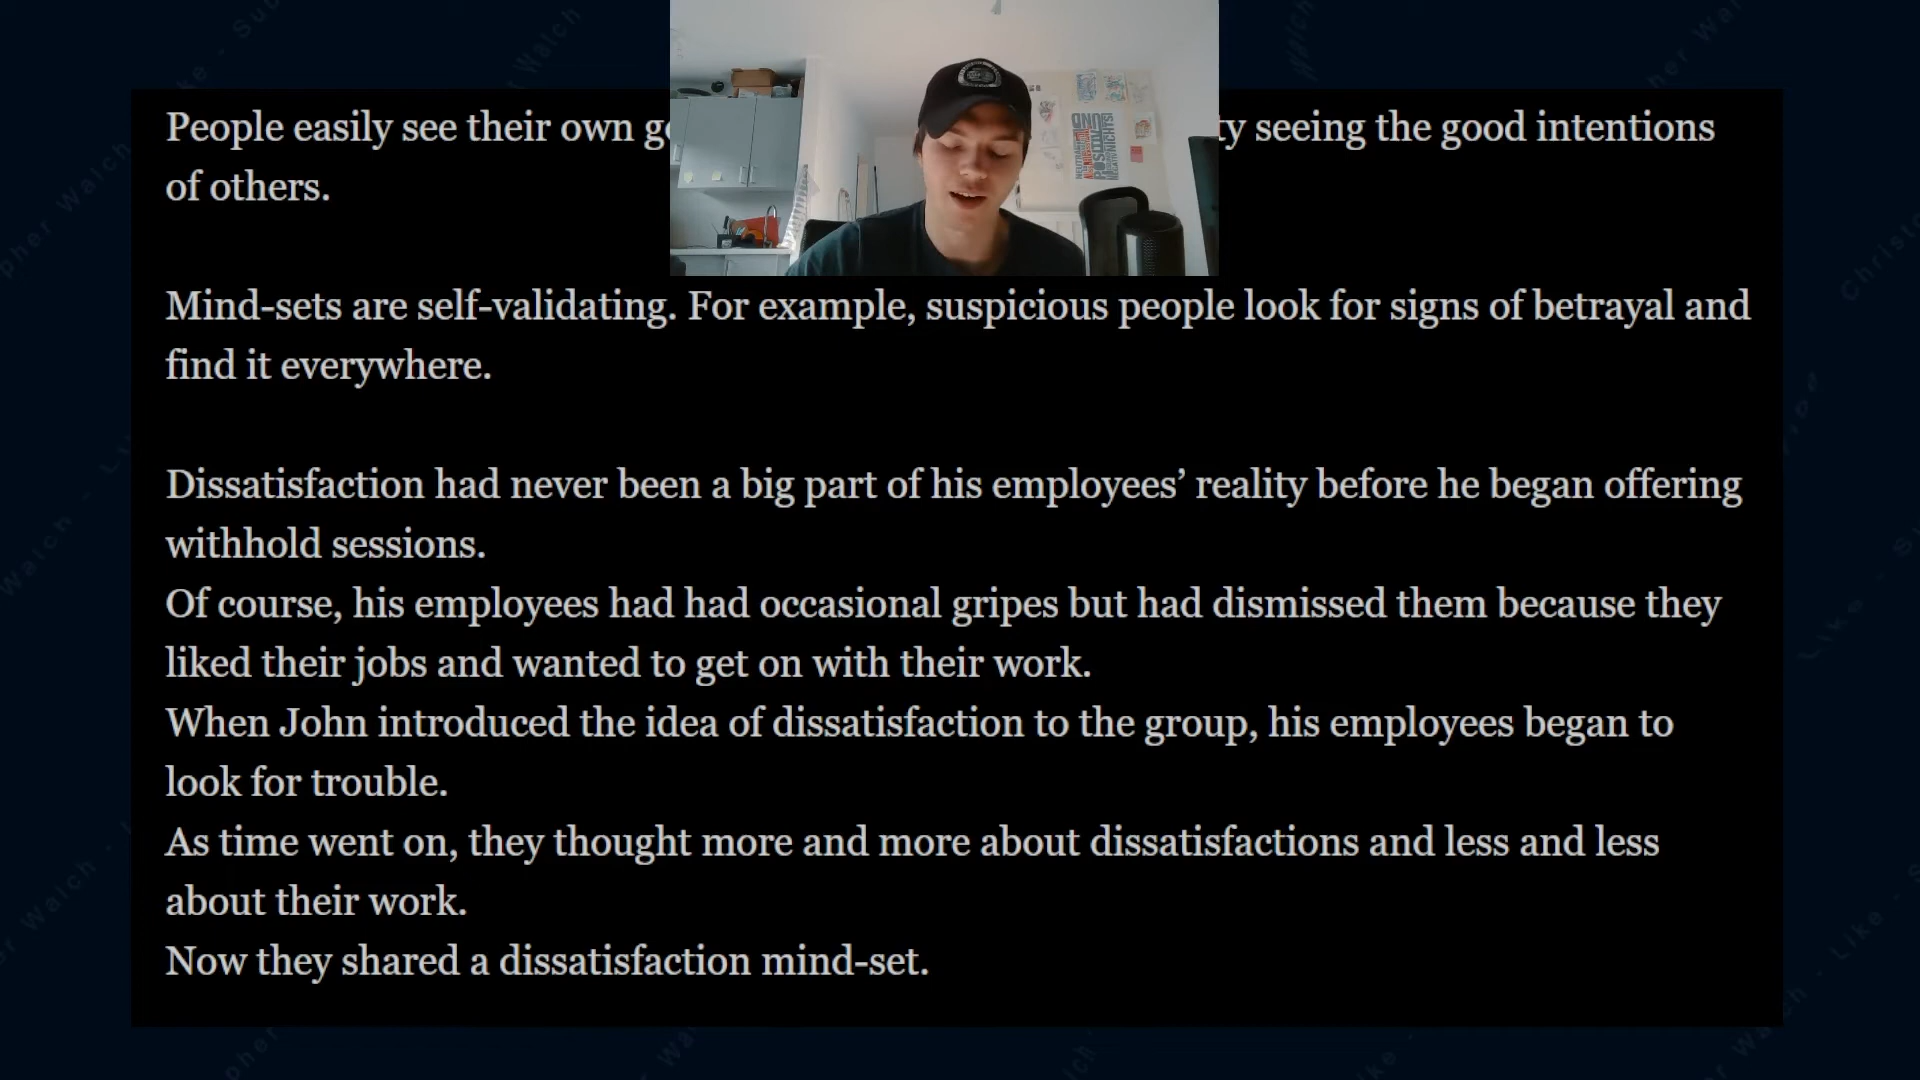 People easily see their own ty seeing the good intentions
of others.
Mind-sets are self-validating. For example, suspicious people look for signs of betrayal and
find it everywhere.
Dissatisfaction had never been a big part of his employees’ reality before he began offering
withhold sessions.
Of course, his employees had had occasional gripes but had dismissed them because they
liked their jobs and wanted to get on with their work.
When John introduced the idea of dissatisfaction to the group, his employees began to
look for trouble.
As time went on, they thought more and more about dissatisfactions and less and less
about their work.
Now they shared a dissatisfaction mind-set.